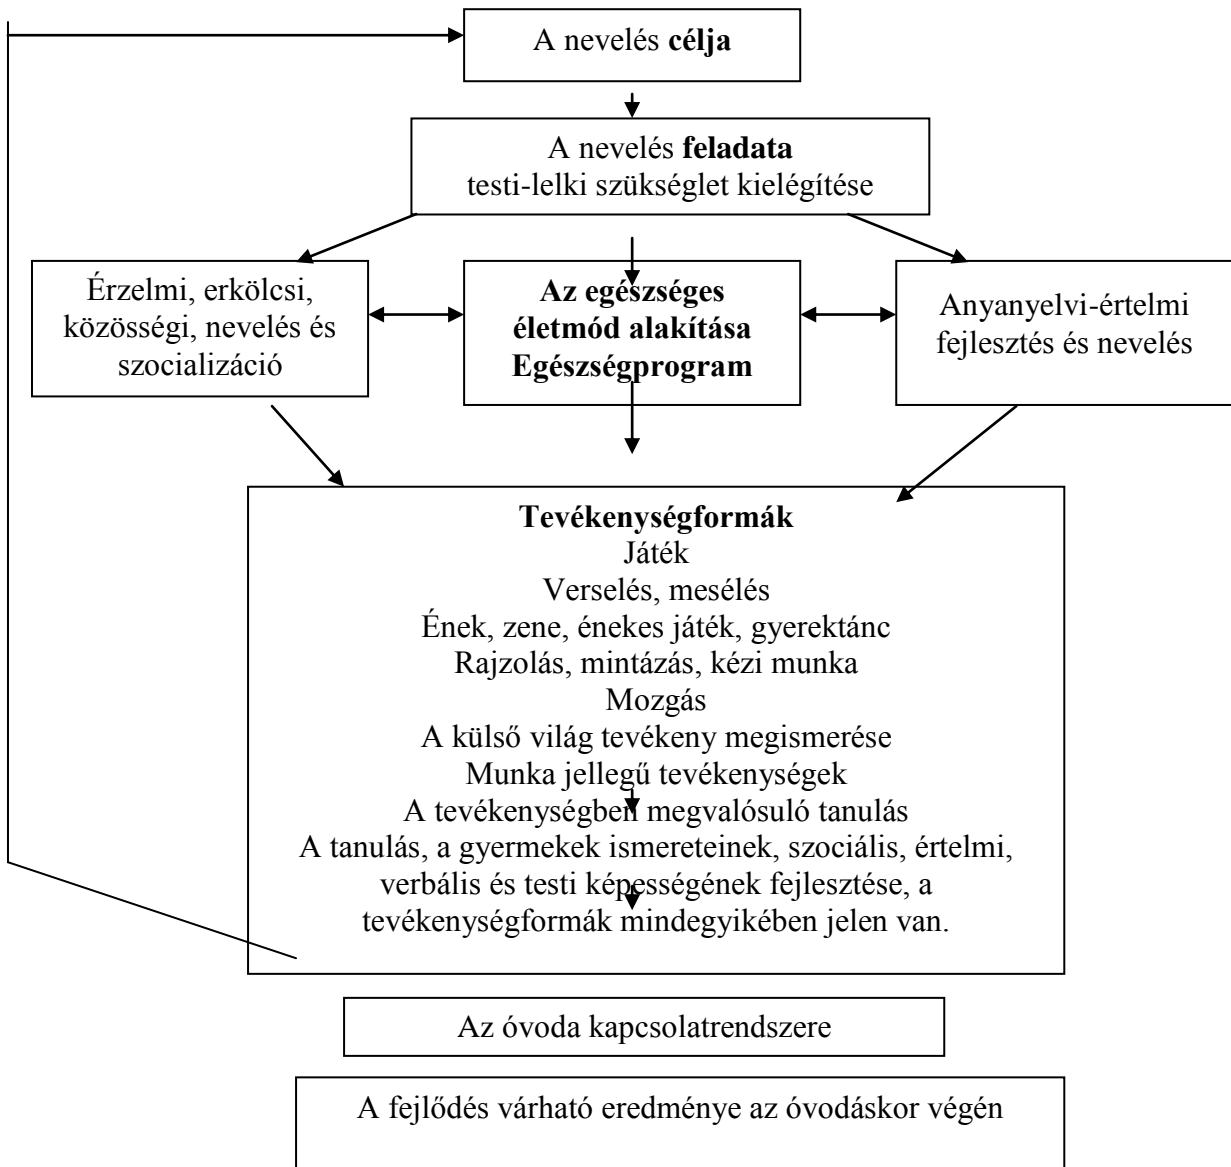 A nevelés célja
A nevelés feladata
testi-lelki szükséglet kielégítése
Érzelmi, erkölcsi,
közösségi, nevelés és
szocializáció
Az egészséges
életmód alakítása
Egészségprogram
Anyanyelvi-értelmi
fejlesztés és nevelés
Tevékenységformák
Játék
Verselés, mesélés
Ének, zene, énekes játék, gyerektánc
Rajzolás, mintázás, kézi munka
Mozgás
A külső világ tevékeny megismerése
Munka jellegű tevékenységek
A tevékenységben megvalósuló tanulás
A tanulás, a gyermekek ismereteinek, szociális, értelmi,
verbális és testi képességének fejlesztése, a
tevékenységformák mindegyikében jelen van.
Az óvoda kapcsolatrendszere
A fejlődés várható eredménye az óvodáskor végén